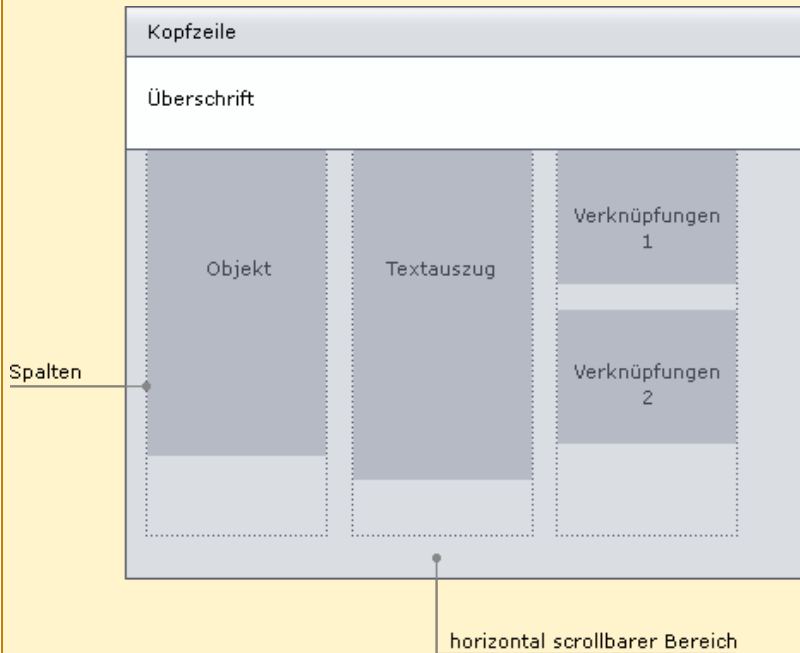 Kopfzeile
Überschrift
Objekt
Textauszug
Verknüpfungen
1
Verknüpfungen
2
Spalten
horizontal scrollbarer Bereich